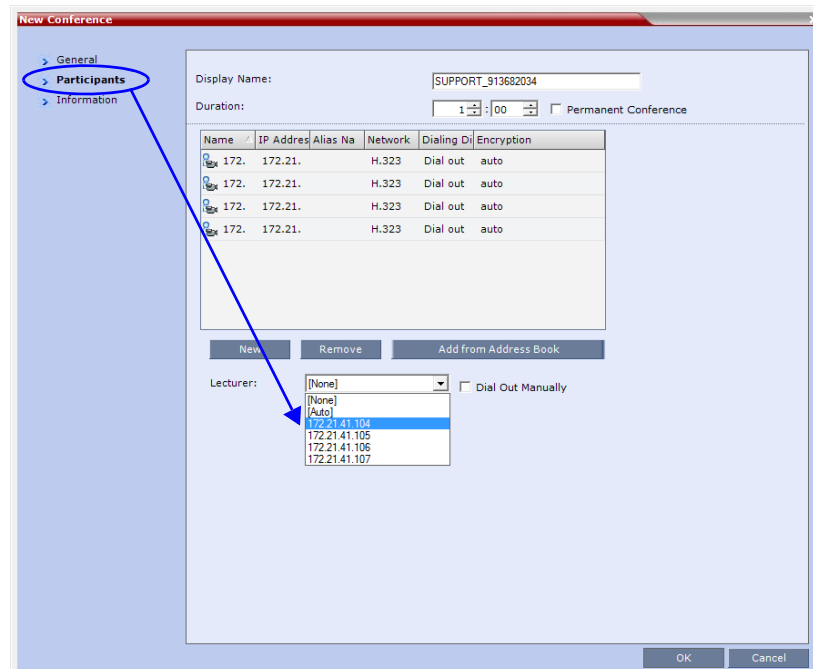 New Conference
General
Participants
Information
Display Name: SUPPORT_913682034
Duration: 1 : 00 Permanent Conference
Name IP Addres Alias Na Network Dialing Di Encryption
172. 172.21. H.323 Dial out auto
172. 172.21. H.323 Dial out auto
172. 172.21. H.323 Dial out auto
172. 172.21. H.323 Dial out auto
New Remove Add from Address Book
Lecturer: [None] Dial Out Manually
[None]
[Auto]
172.21.41.104
172.21.41.105
172.21.41.106
172.21.41.107
OK Cancel